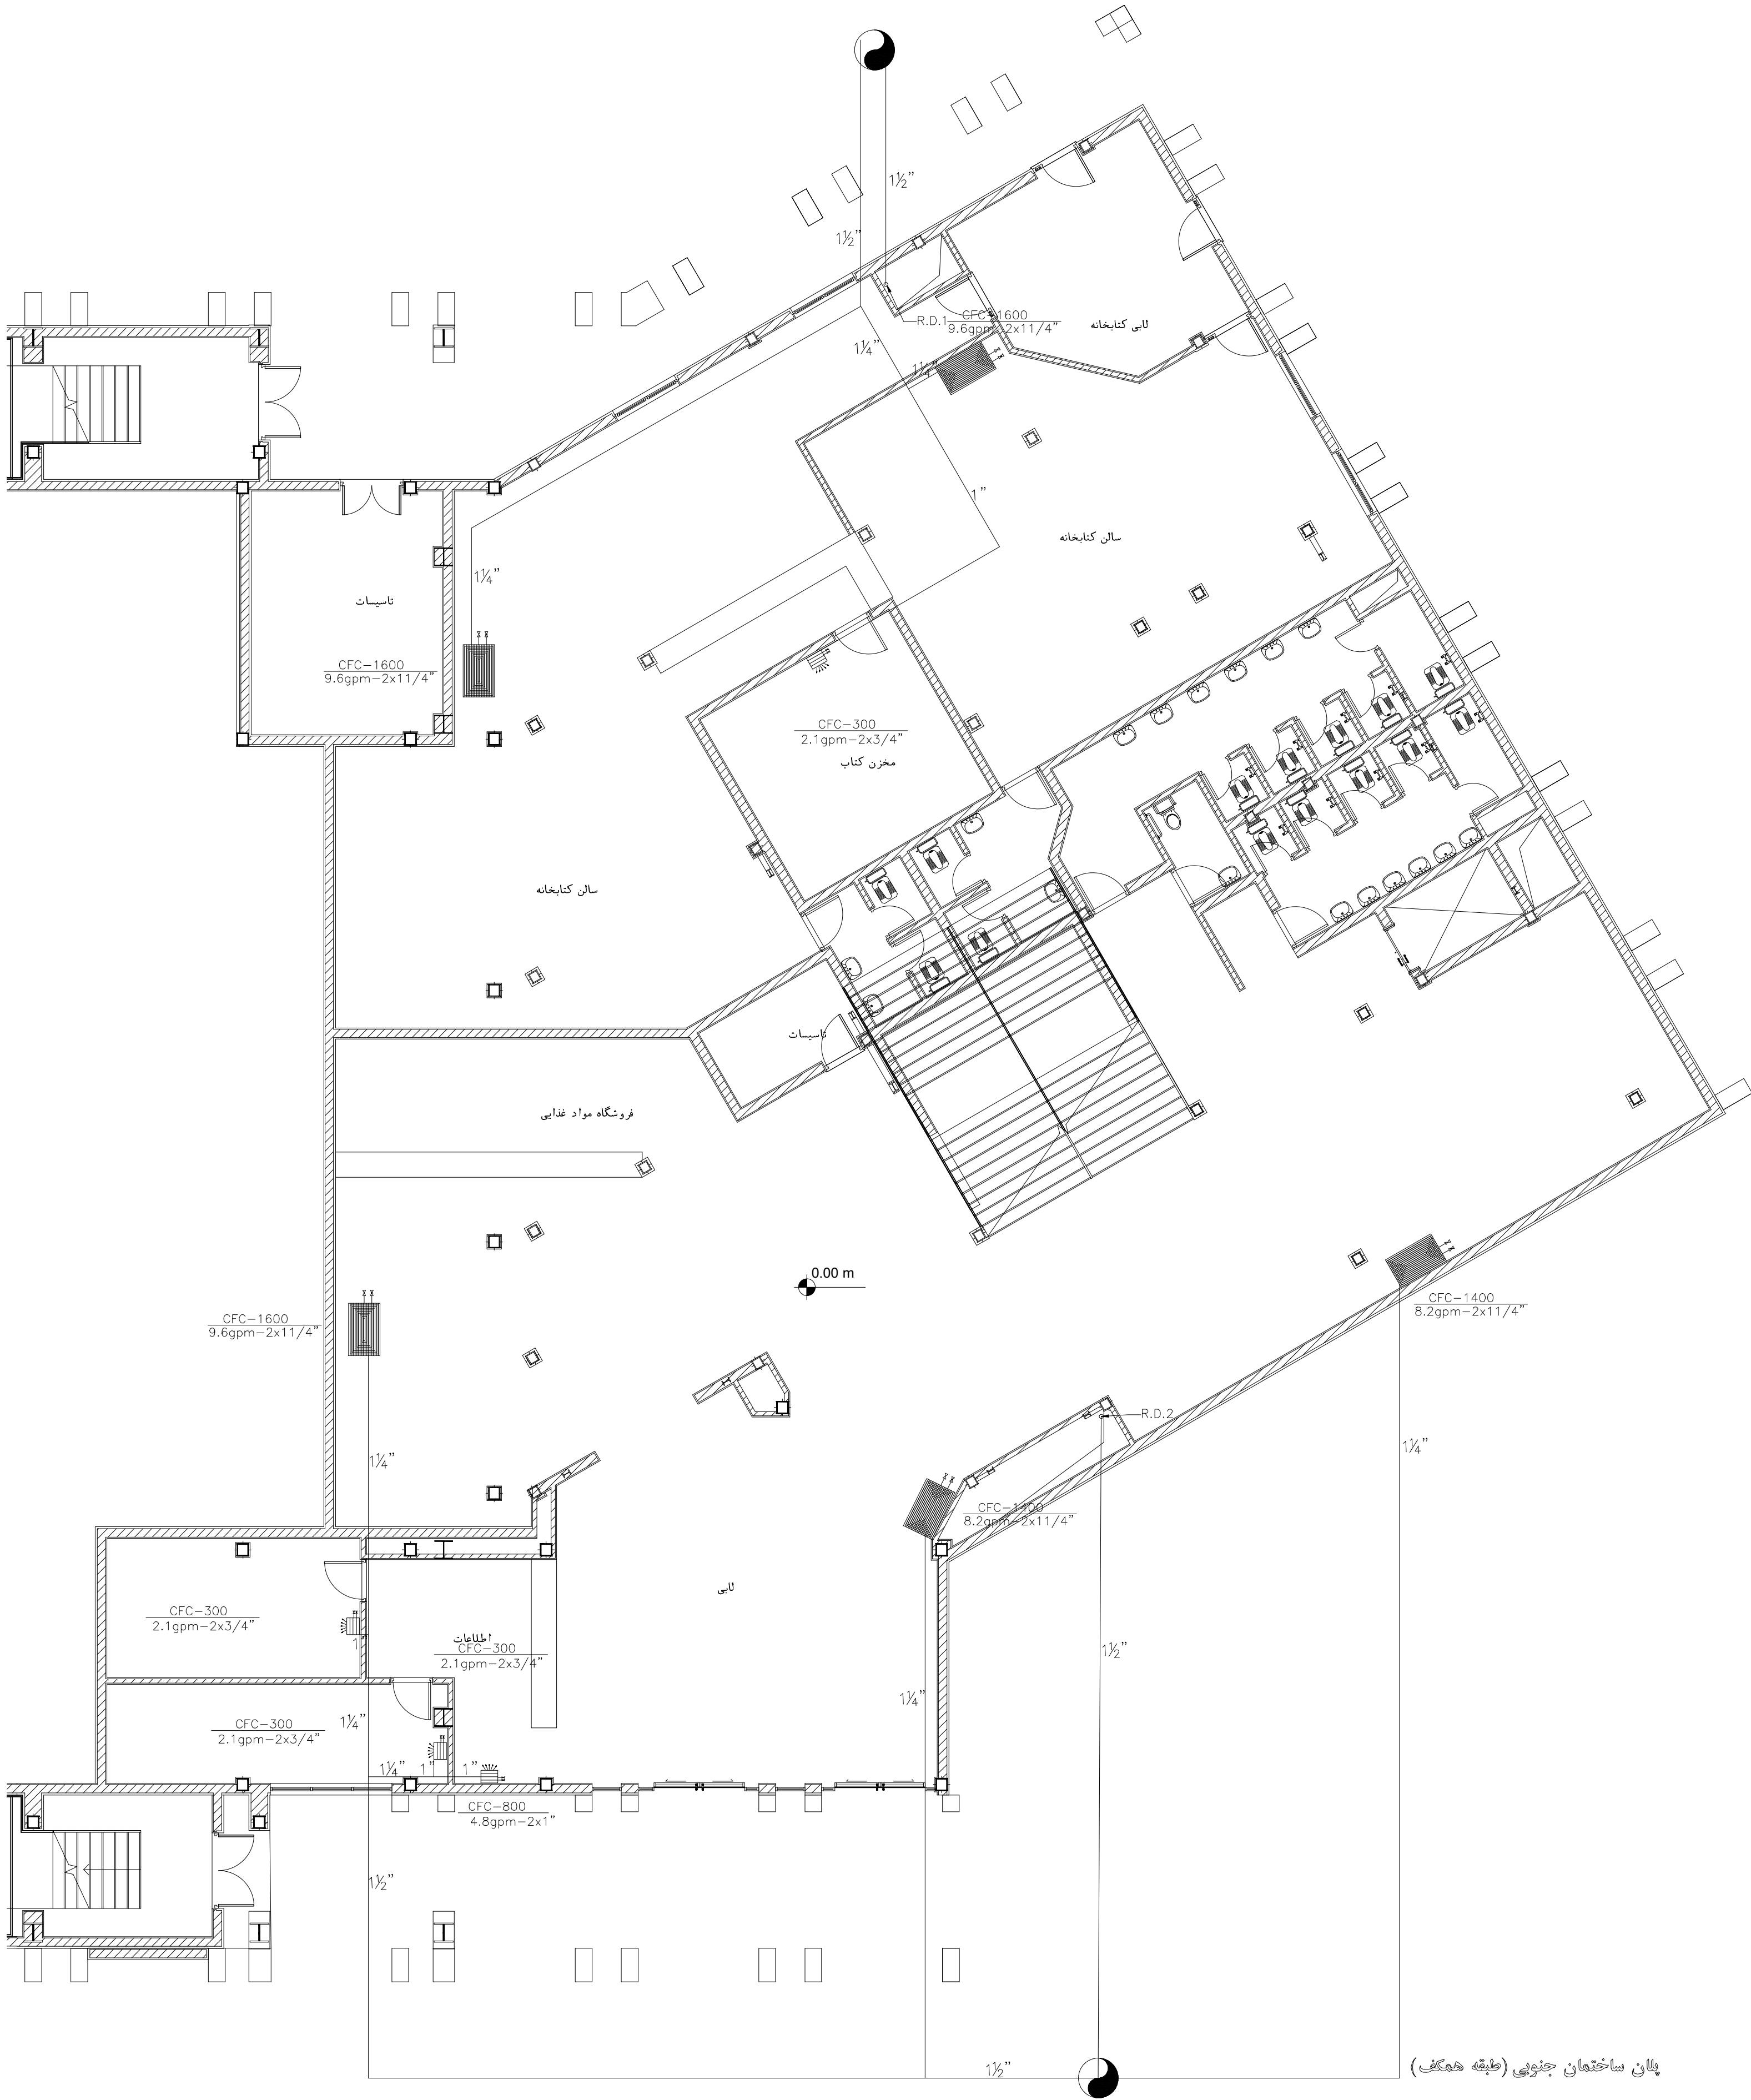 1½”
1½”
R.D.1
CFC-1600
9.6gpm-2x11/4”
لابی کتابخانه
1¼”
1¼”
1”
سالن کتابخانه
1¼”
تاسیسات
CFC-1600
9.6gpm-2x11/4”
CFC-300
2.1gpm-2x3/4”
مخزن کتاب
سالن کتابخانه
تاسیسات
فروشگاه مواد غذایی
0.00 m
CFC-1400
8.2gpm-2x11/4”
CFC-1600
9.6gpm-2x11/4”
R.D.2
1¼”
1¼”
CFC-1400
8.2gpm-2x11/4”
لابی
CFC-300
2.1gpm-2x3/4”
1”
اطلاعات
CFC-300
2.1gpm-2x3/4”
1½”
1¼”
CFC-300
2.1gpm-2x3/4”
1¼”
1¼”
1”
1”
CFC-800
4.8gpm-2x1”
1½”
1½”
پلان ساختمان جنوبی (طبقه همکف)